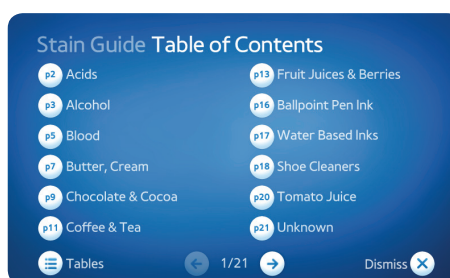 Stain Guide Table of Contents
p2 Acids
p3 Alcohol
p5 Blood
p7 Butter, Cream
p9 Chocolate & Cocoa
p11 Coffee & Tea
p13 Fruit Juices & Berries
p16 Ballpoint Pen Ink
p17 Water Based Inks
p18 Shoe Cleaners
p20 Tomato Juice
p21 Unknown
Tables
1/21
Dismiss